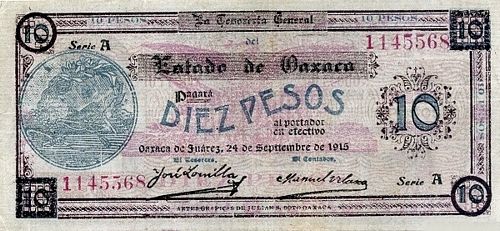 10 10 PESOS La Tesorería General 10 PESOS 10
Serie A del 1145568
Estado de Oaxaca
Pagará
DIEZ PESOS
al portador
en efectivo
10
Oaxaca de Juárez, 24 de Septiembre de 1915
El Tesorero, El Contador,
1145568 Serie A
10 10